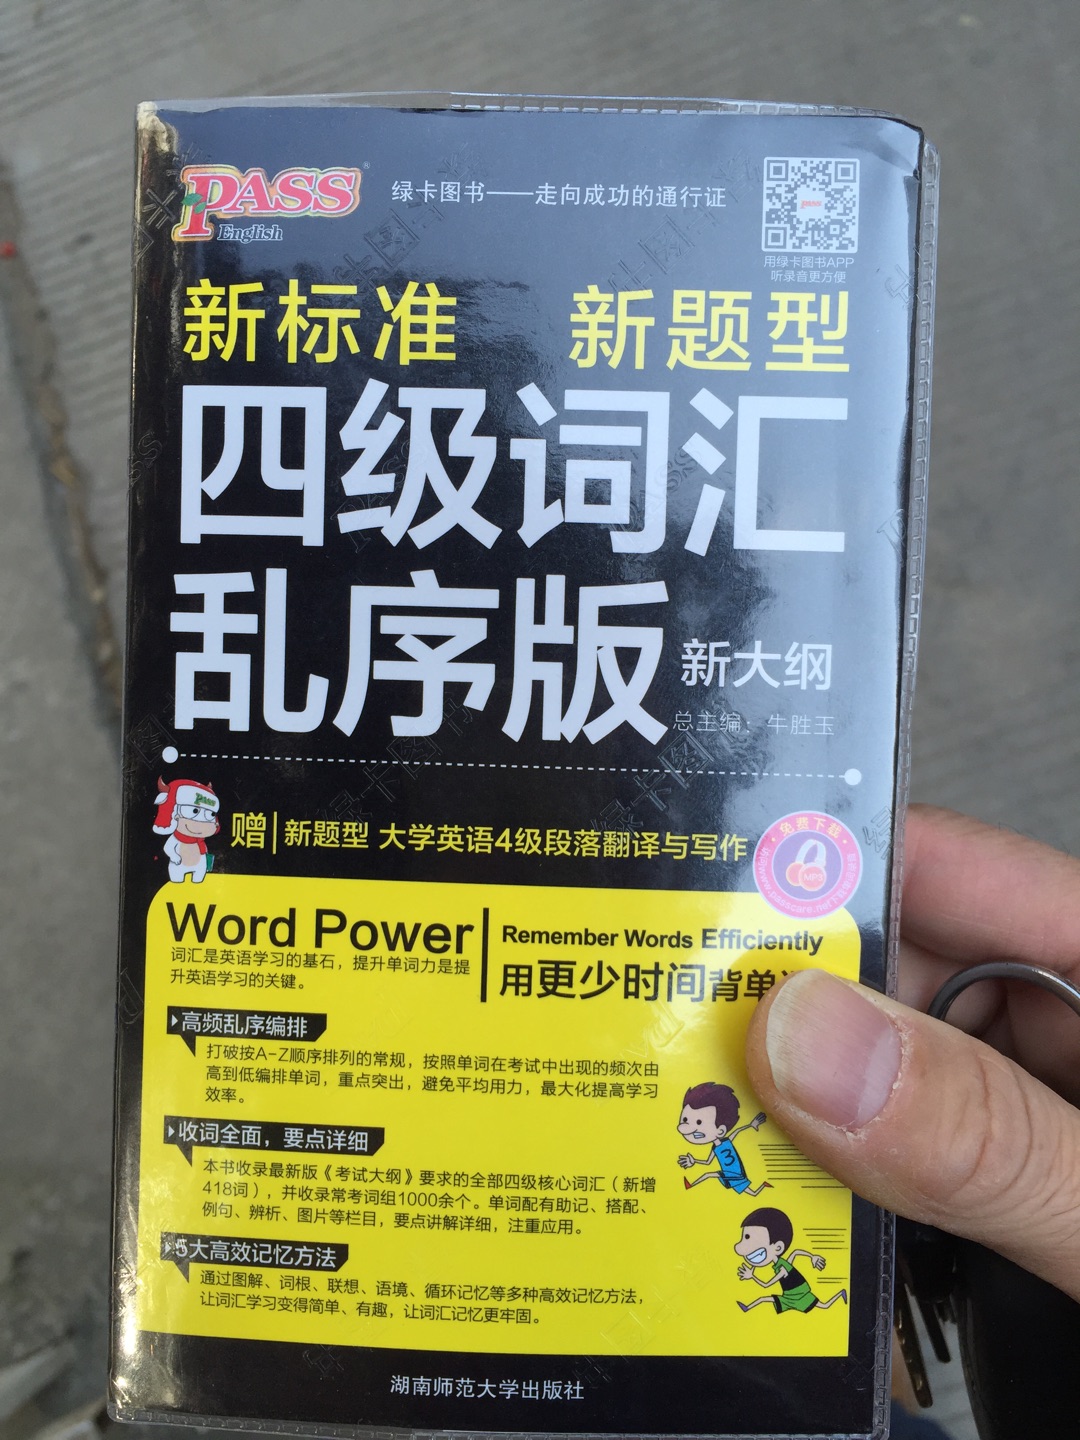 PASS
English
绿卡图书——走向成功的通行证
用绿卡图书APP
听录音更方便
新标准 新题型
四级词汇
乱序版
新大纲
总主编：牛胜玉
PASS
赠 新题型 大学英语4级段落翻译与写作
免费下载
MP3
Word Power
词汇是英语学习的基石，提升单词力是提
升英语学习的关键。
Remember Words Efficiently
用更少时间背单
高频乱序编排
打破按A-Z顺序排列的常规，按照单词在考试中出现的频次由
高到低编排单词，重点突出，避免平均用力，最大化提高学习
效率。
收词全面，要点详细
本书收录最新版《考试大纲》要求的全部四级核心词汇（新增
418词），并收录常考词组1000余个。单词配有助记、搭配、
例句、辨析、图片等栏目，要点讲解详细，注重应用。
5大高效记忆方法
通过图解、词根、联想、语境、循环记忆等多种高效记忆方法，
让词汇学习变得简单、有趣，让词汇记忆更牢固。
3
湖南师范大学出版社